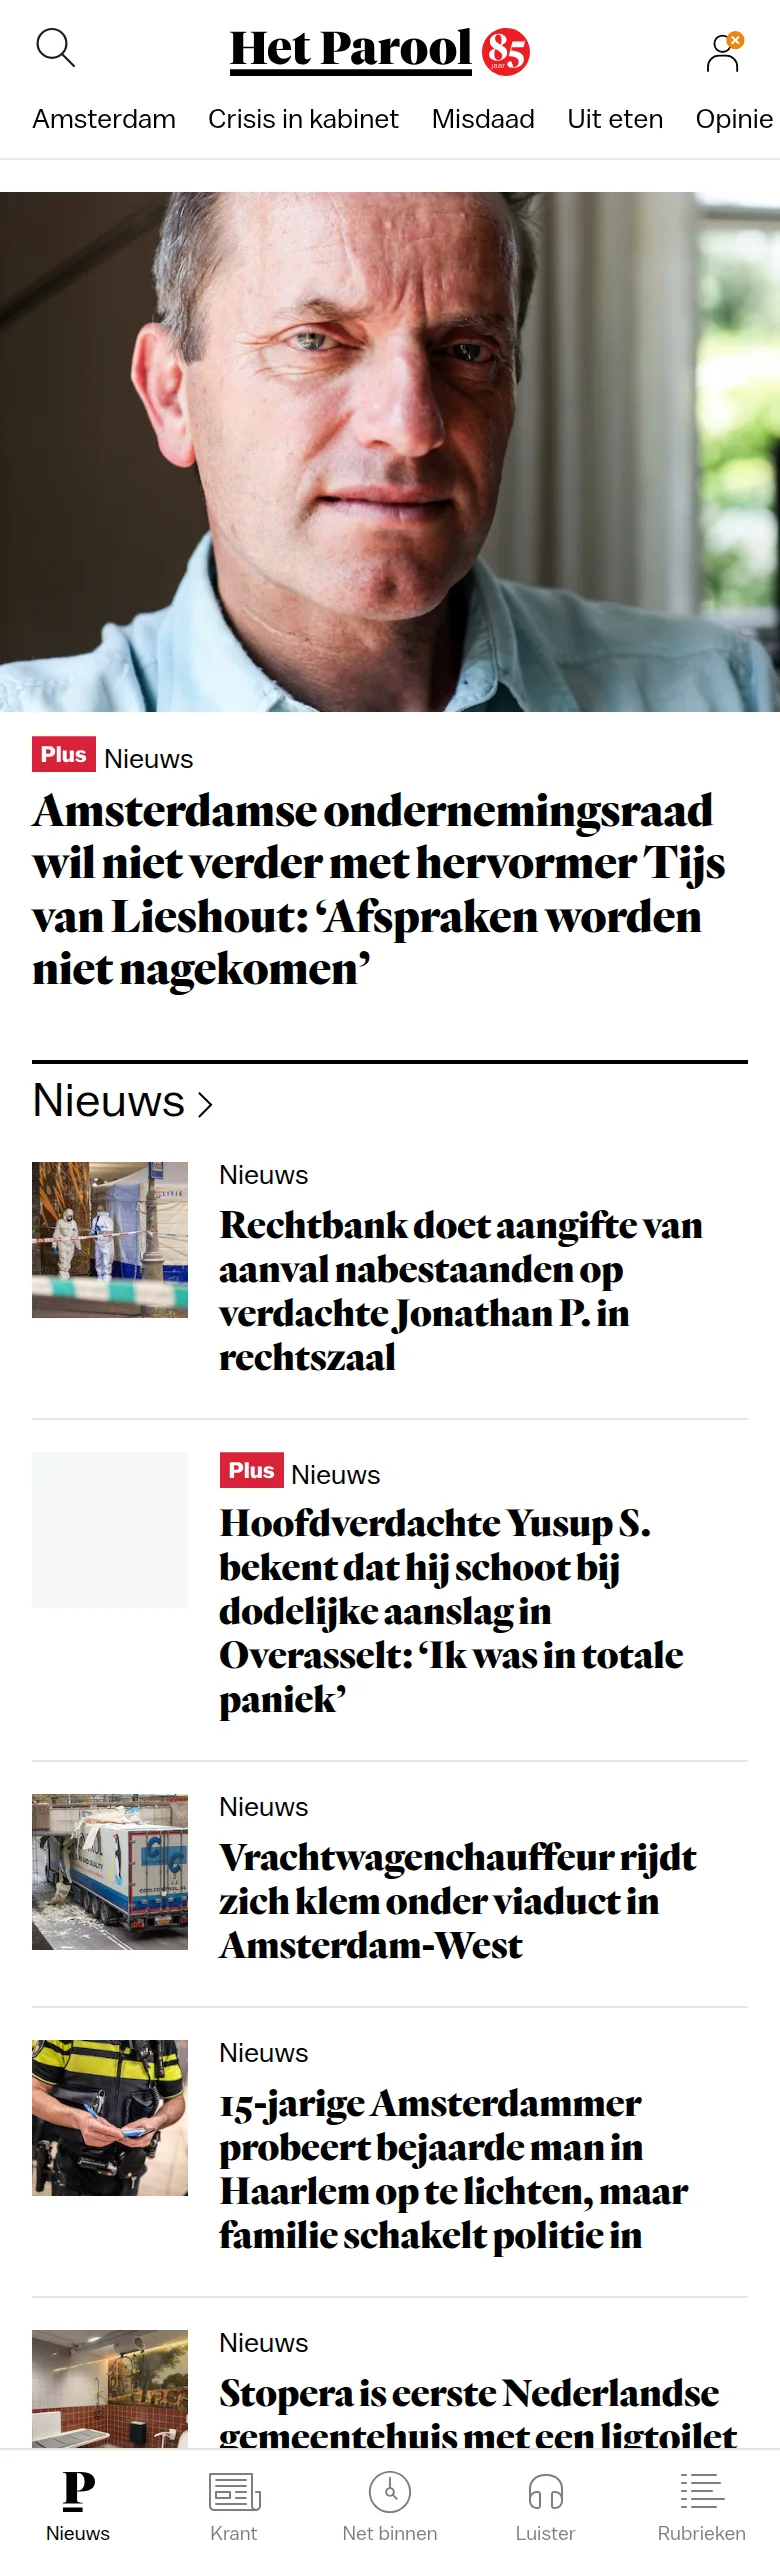 Het Parool 85 jaar
Amsterdam Crisis in kabinet Misdaad Uit eten Opinie
Plus Nieuws
Amsterdamse ondernemingsraad
wil niet verder met hervormer Tijs
van Lieshout: ‘Afspraken worden
niet nagekomen’
Nieuws
Nieuws
Rechtbank doet aangifte van
aanval nabestaanden op
verdachte Jonathan P. in
rechtszaal
Plus Nieuws
Hoofdverdachte Yusup S.
bekent dat hij schoot bij
dodelijke aanslag in
Overasselt: ‘Ik was in totale
paniek’
Nieuws
Vrachtwagenchauffeur rijdt
zich klem onder viaduct in
Amsterdam-West
Nieuws
15-jarige Amsterdammer
probeert bejaarde man in
Haarlem op te lichten, maar
familie schakelt politie in
Nieuws
Stopera is eerste Nederlandse
gemeentehuis met een ligtoilet
P
Nieuws Krant Net binnen Luister Rubrieken